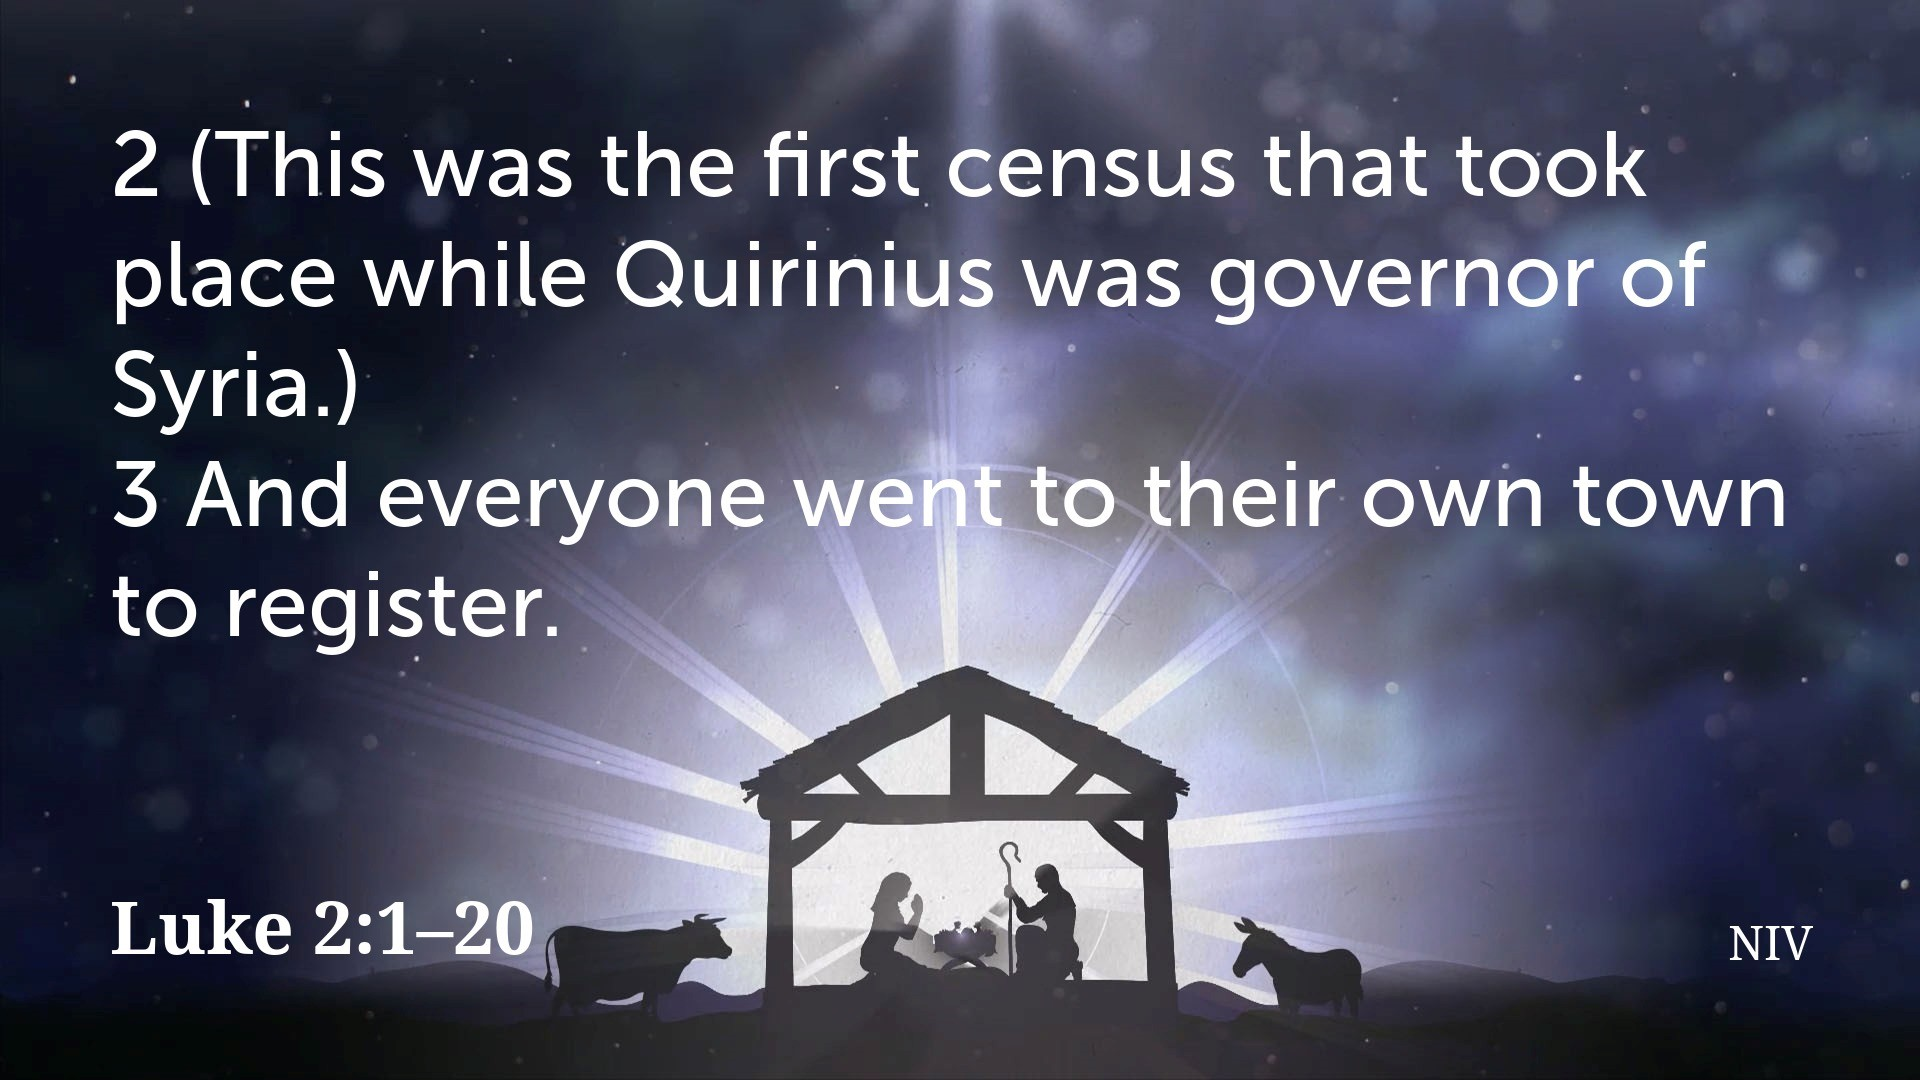 2 (This was the first census that took
place while Quirinius was governor of
Syria.)
3 And everyone went to their own town
to register.
Luke 2:1–20
NIV